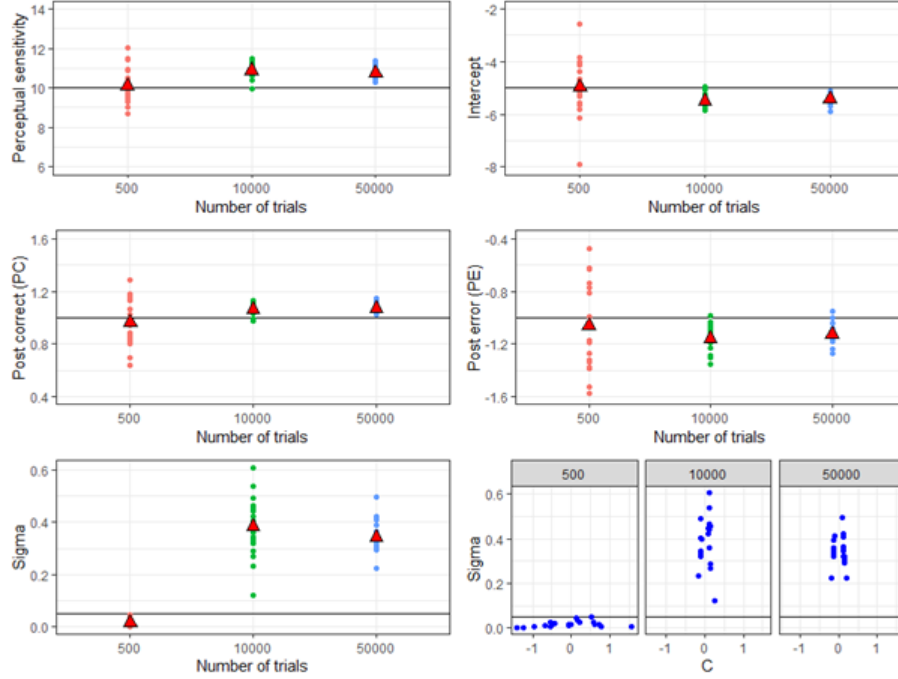 Perceptual sensitivity
14
12
10
8
6
500 10000 50000
Number of trials
Intercept
-2
-4
-6
-8
500 10000 50000
Number of trials
Post correct (PC)
1.6
1.2
0.8
0.4
500 10000 50000
Number of trials
Post error (PE)
-0.4
-0.8
-1.2
-1.6
500 10000 50000
Number of trials
Sigma
0.6
0.4
0.2
0.0
500 10000 50000
Number of trials
500 10000 50000
Sigma
0.6
0.4
0.2
0.0
-1 0 1 -1 0 1 -1 0 1
C